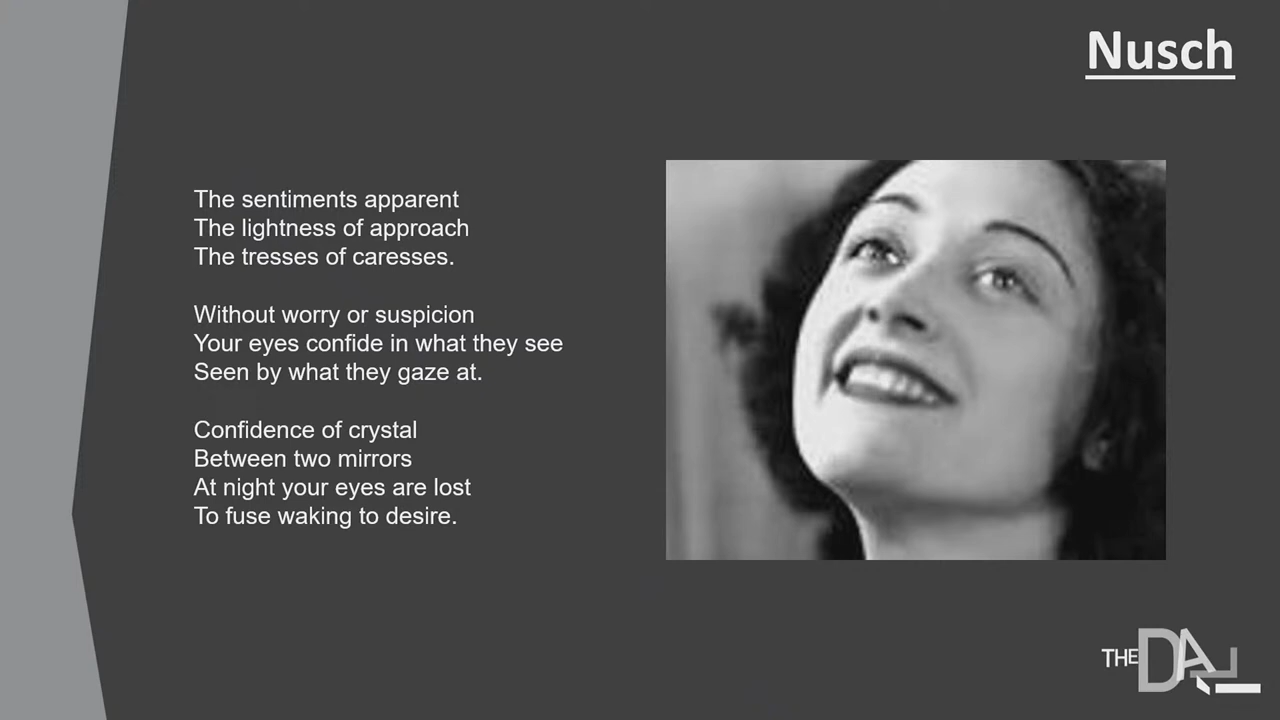 Nusch
The sentiments apparent
The lightness of approach
The tresses of caresses.
Without worry or suspicion
Your eyes confide in what they see
Seen by what they gaze at.
Confidence of crystal
Between two mirrors
At night your eyes are lost
To fuse waking to desire.
THE DALI